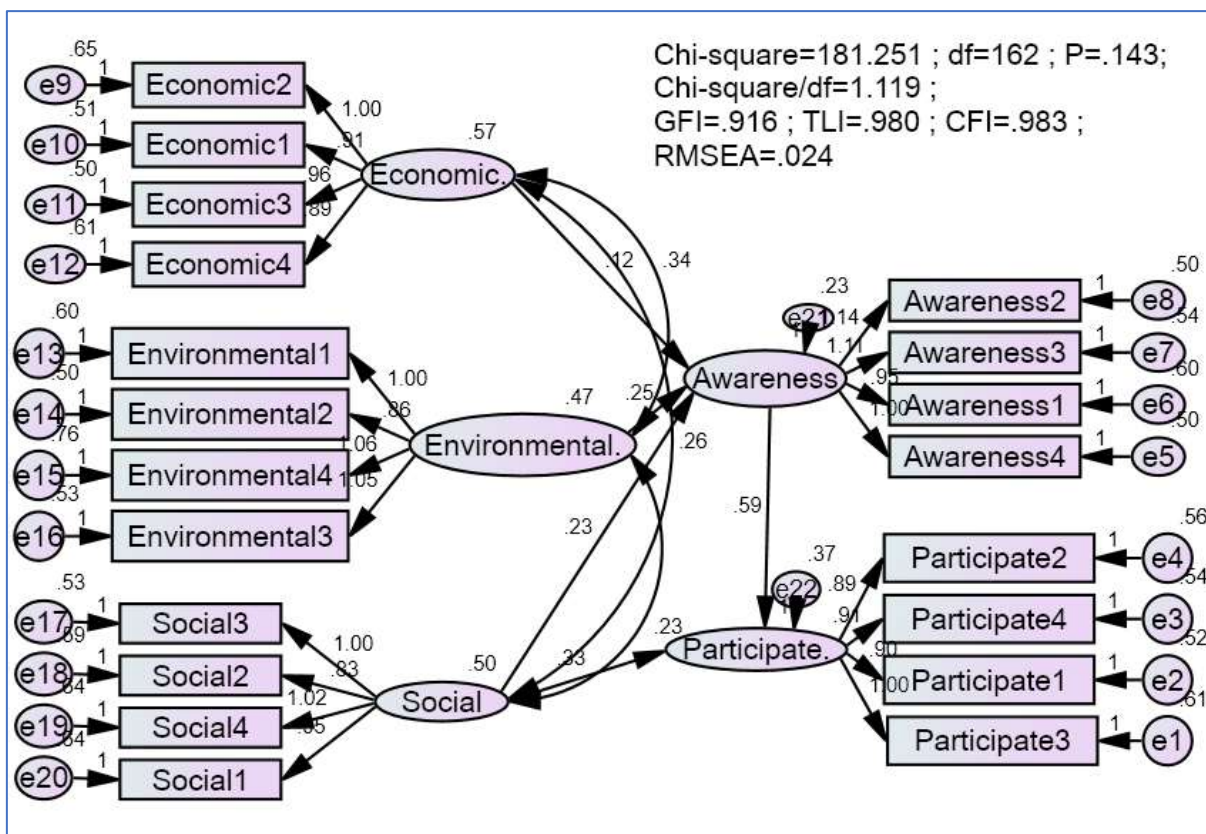 Chi-square=181.251 ; df=162 ; P=.143;
Chi-square/df=1.119 ;
GFI=.916 ; TLI=.980 ; CFI=.983 ;
RMSEA=.024
.65
e9
1
Economic2
1.00
.51
e10
1
Economic1
.91
.50
e11
1
Economic3
.96
.61
e12
1
Economic4
.89
.57
Economic.
.12
.34
.60
e13
1
Environmental1
1.00
.50
e14
1
Environmental2
.86
.76
e15
1
Environmental4
1.06
.53
e16
1
Environmental3
1.05
.47
Environmental.
.25
.26
.53
e17
1
Social3
1.00
e18
1
Social2
.83
e19
1
Social4
1.02
e20
1
Social1
.50
Social
.23
.33
.23
.23
e21
Awareness
Awareness2
1
.50
e8
1.11
Awareness3
1
.54
e7
.95
Awareness1
1
.60
e6
1.00
Awareness4
1
.50
e5
.59
.37
e22
Participate.
.89
Participate2
1
.56
e4
.91
Participate4
1
.54
e3
.90
Participate1
1
.52
e2
1.00
Participate3
1
.61
e1